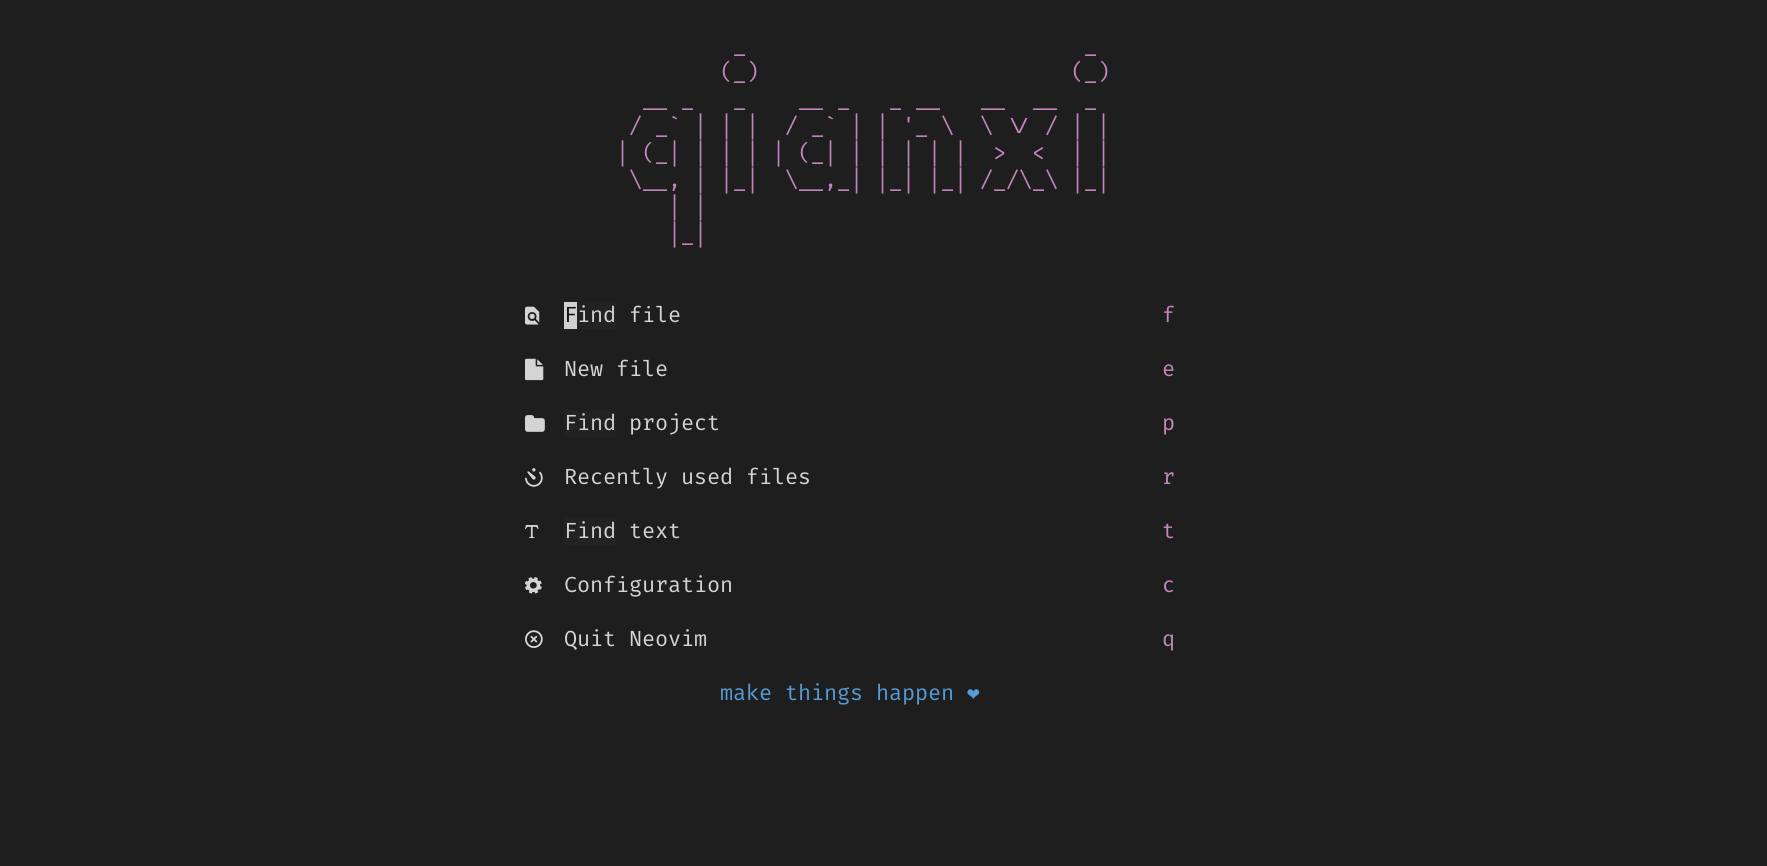 qianxi
Find file f
New file e
Find project p
Recently used files r
Find text t
Configuration c
Quit Neovim q
make things happen ❤